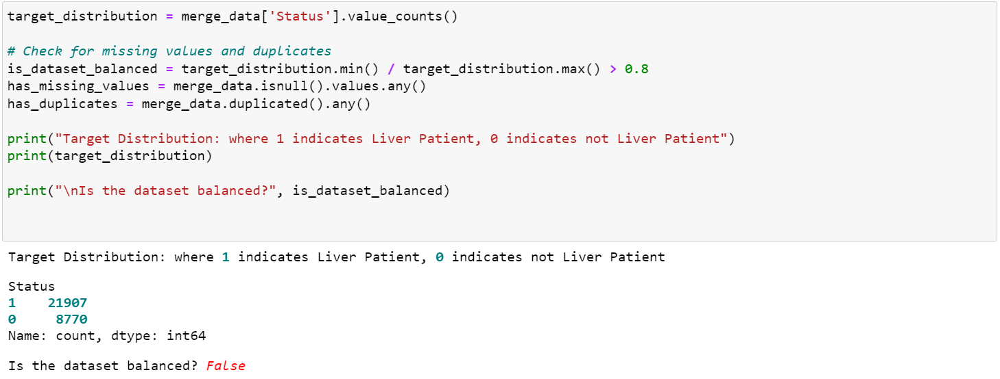 target_distribution = merge_data['Status'].value_counts()
# Check for missing values and duplicates
is_dataset_balanced = target_distribution.min() / target_distribution.max() > 0.8
has_missing_values = merge_data.isnull().values.any()
has_duplicates = merge_data.duplicated().any()
print("Target Distribution: where 1 indicates Liver Patient, 0 indicates not Liver Patient")
print(target_distribution)
print("\nIs the dataset balanced?", is_dataset_balanced)
Target Distribution: where 1 indicates Liver Patient, 0 indicates not Liver Patient
Status
1    21907
0     8770
Name: count, dtype: int64
Is the dataset balanced? False